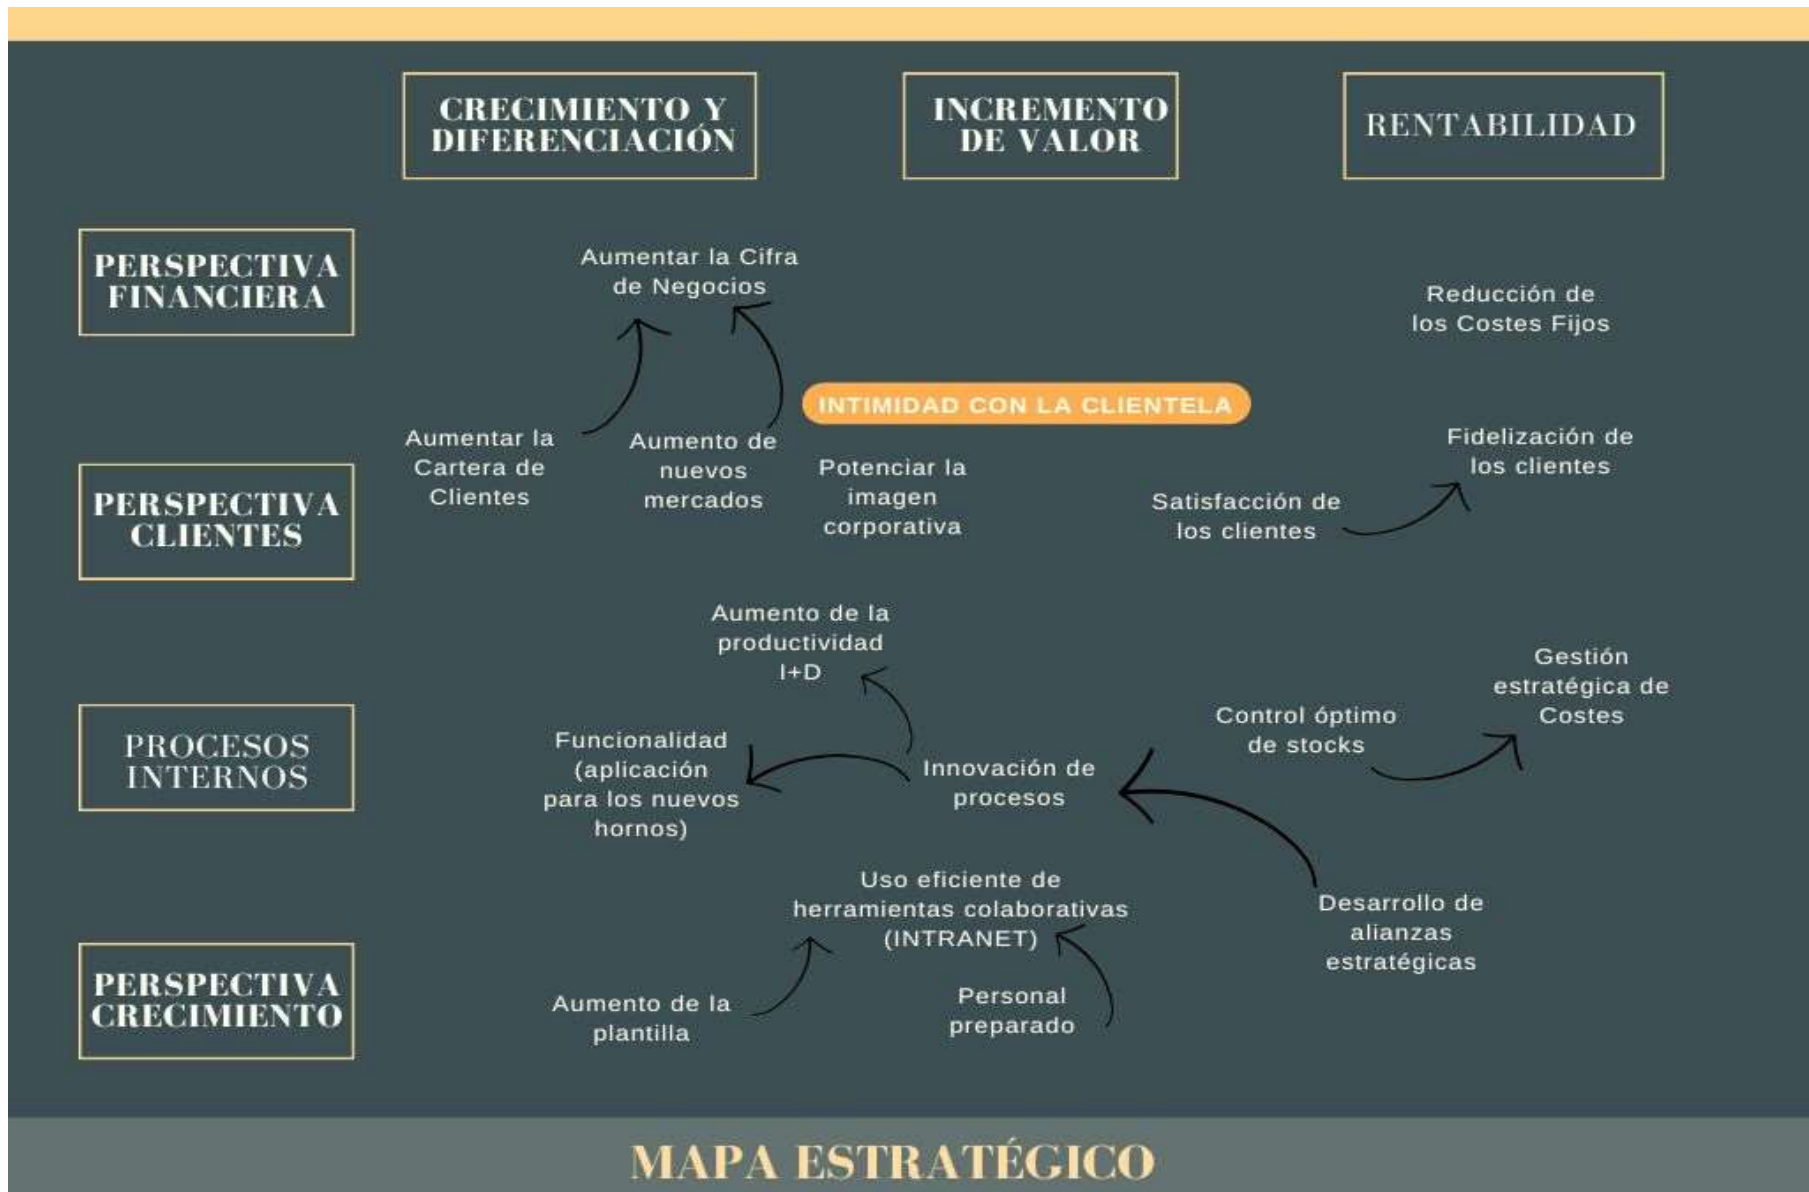 CRECIMIENTO Y
DIFERENCIACIÓN
INCREMENTO
DE VALOR
RENTABILIDAD
PERSPECTIVA
FINANCIERA
Aumentar la Cifra
de Negocios
Reducción de
los Costes Fijos
INTIMIDAD CON LA CLIENTELA
PERSPECTIVA
CLIENTES
Aumentar la
Cartera de
Clientes
Aumento de
nuevos
mercados
Potenciar la
imagen
corporativa
Satisfacción de
los clientes
Fidelización de
los clientes
PROCESOS
INTERNOS
Aumento de la
productividad
I+D
Funcionalidad
(aplicación
para los nuevos
hornos)
Innovación de
procesos
Control óptimo
de stocks
Gestión
estratégica de
Costes
PERSPECTIVA
CRECIMIENTO
Uso eficiente de
herramientas colaborativas
(INTRANET)
Aumento de la
plantilla
Personal
preparado
Desarrollo de
alianzas
estratégicas
MAPA ESTRATÉGICO